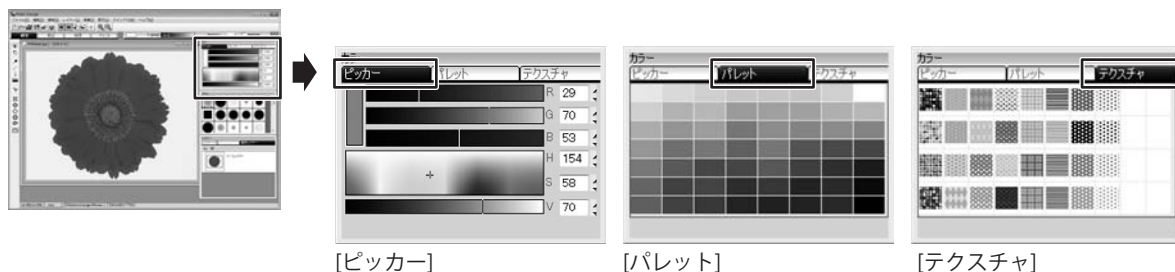 カラー
ピッカー
パレット
テクスチャ
R 29
G 70
B 53
H 154
S 58
V 70
カラー
ピッカー
パレット
テクスチャ
カラー
ピッカー
パレット
テクスチャ
[ピッカー]
[パレット]
[テクスチャ]